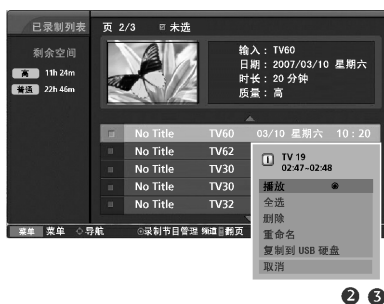 已录制列表
页 2/3 未选
剩余空间
高 11h 24m
普通 22h 46m
输入：TV60
日期：2007/03/10 星期六
时长：20 分钟
质量：高
No Title TV60 03/10 星期六 10：20
No Title TV62
No Title TV30
No Title TV30
No Title TV32
TV 19
02:47-02:48
播放
全选
删除
重命名
复制到 USB 硬盘
取消
菜单 菜单 导航 录制节目管理 频道 翻页
2 3